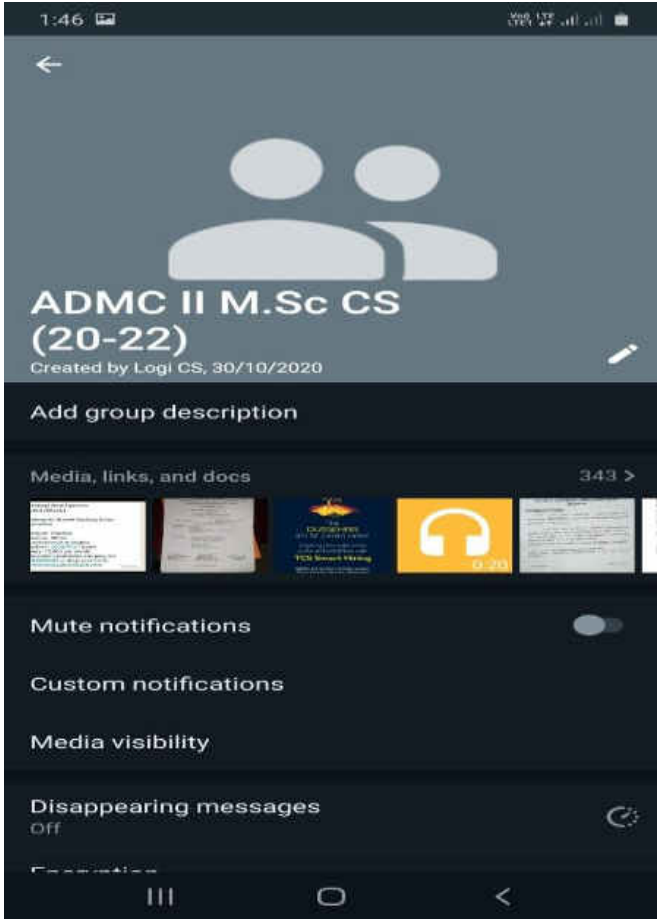 1:46
ADMC II M.Sc CS
(20-22)
Created by Logi CS, 30/10/2020
Add group description
Media, links, and docs 343 >
TCS Smart Hiring
0:20
Mute notifications
Custom notifications
Media visibility
Disappearing messages
Off